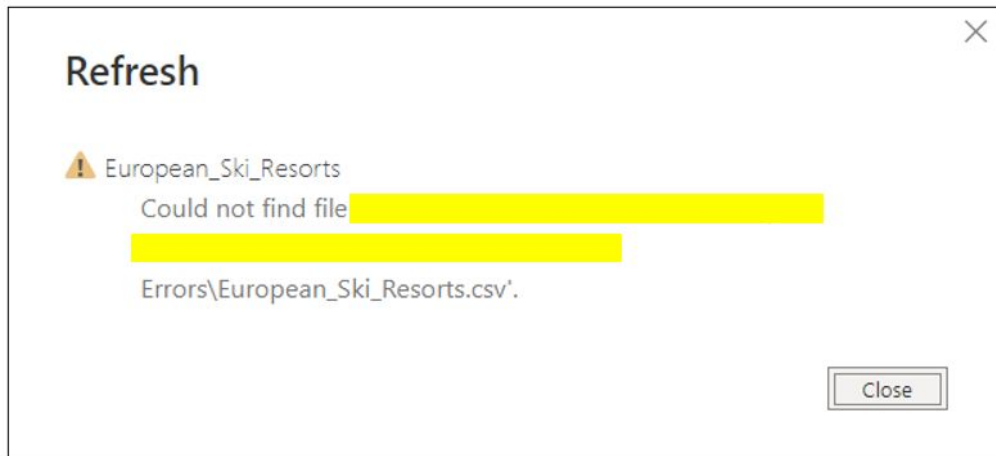 Refresh
European_Ski_Resorts
Could not find file
Errors\European_Ski_Resorts.csv'.
Close